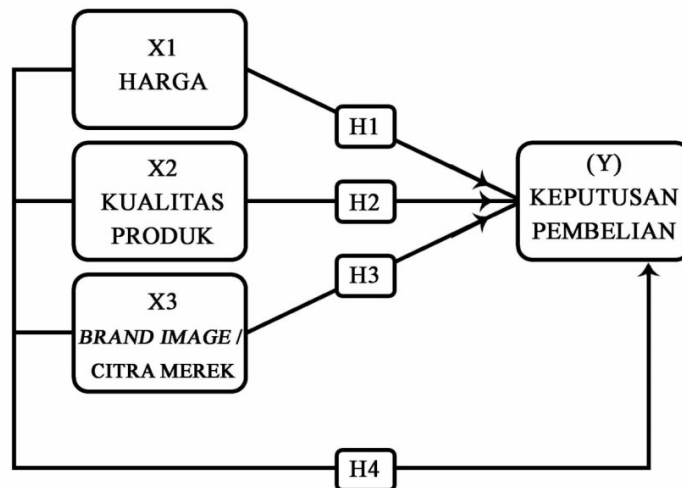 X1
HARGA
H1
X2
KUALITAS
PRODUK
H2
(Y)
KEPUTUSAN
PEMBELIAN
X3
BRAND IMAGE /
CITRA MEREK
H3
H4